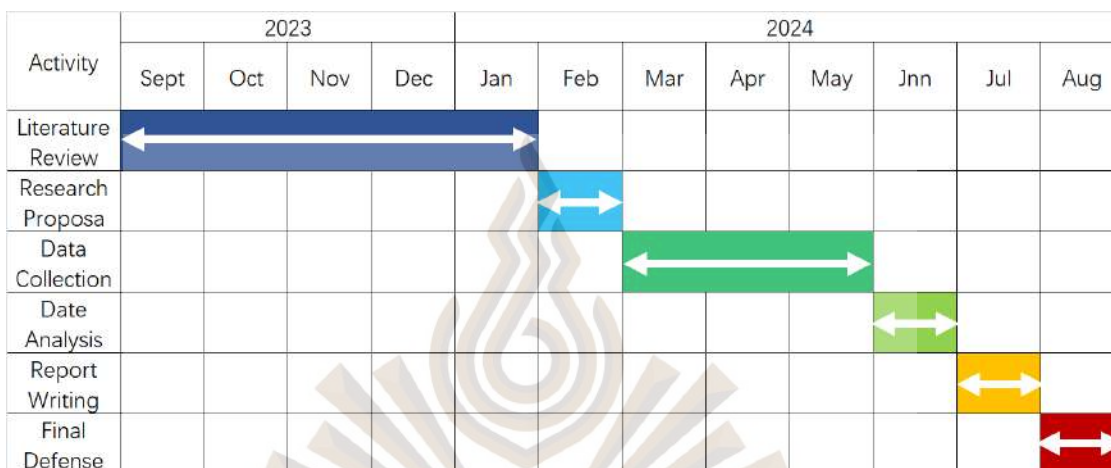 2023 2024
Activity Sept Oct Nov Dec Jan Feb Mar Apr May Jnn Jul Aug
Literature
Review
Research
Proposa
Data
Collection
Date
Analysis
Report
Writing
Final
Defense